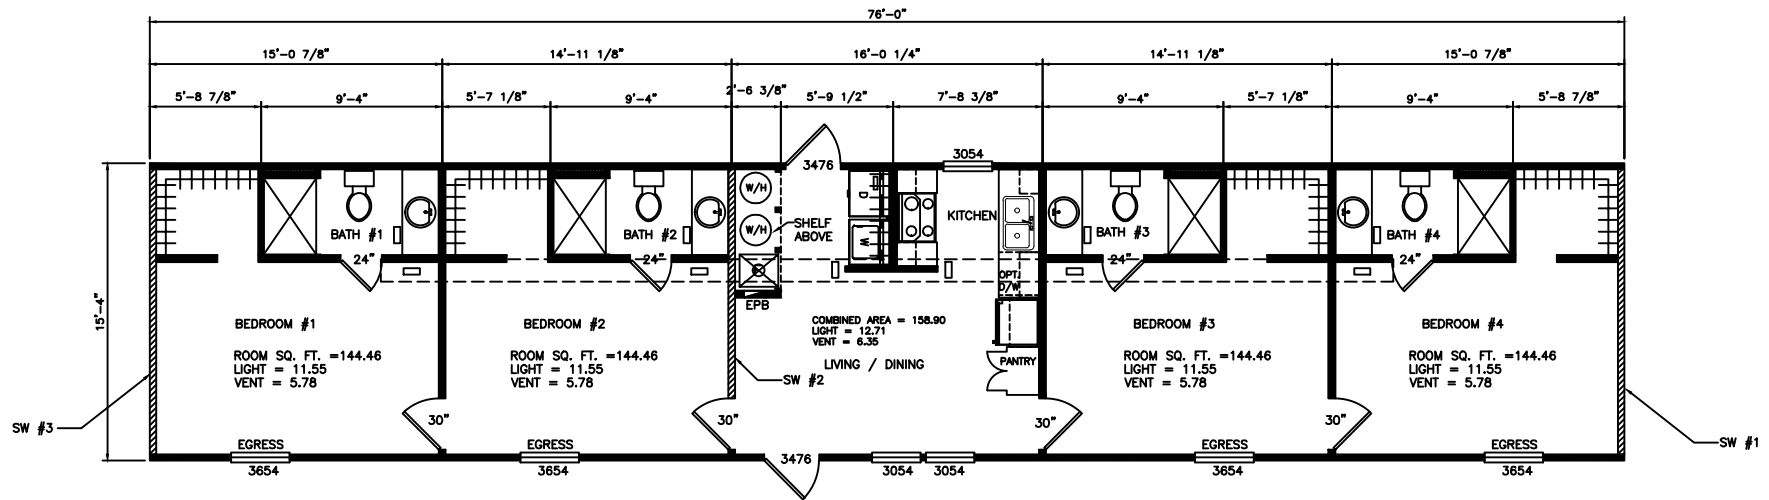 76'-0"
15'-0 7/8"
14'-11 1/8"
16'-0 1/4"
14'-11 1/8"
15'-0 7/8"
5'-8 7/8"
9'-4"
5'-7 1/8"
9'-4"
2'-6 3/8"
5'-9 1/2"
7'-8 3/8"
9'-4"
5'-7 1/8"
9'-4"
5'-8 7/8"
3476
3054
W/H
D
KITCHEN
BATH #1
BATH #2
W/H
SHELF
ABOVE
W
BATH #3
BATH #4
24"
24"
24"
24"
OPT.
D/W
EPB
15'-4"
BEDROOM #1
ROOM SQ. FT. =144.46
LIGHT = 11.55
VENT = 5.78
BEDROOM #2
ROOM SQ. FT. =144.46
LIGHT = 11.55
VENT = 5.78
COMBINED AREA = 158.90
LIGHT = 12.71
VENT = 6.35
LIVING / DINING
PANTRY
BEDROOM #3
ROOM SQ. FT. =144.46
LIGHT = 11.55
VENT = 5.78
BEDROOM #4
ROOM SQ. FT. =144.46
LIGHT = 11.55
VENT = 5.78
SW #2
SW #3
SW #1
30"
30"
30"
30"
EGRESS
EGRESS
EGRESS
EGRESS
3654
3654
3476
3054
3054
3654
3654